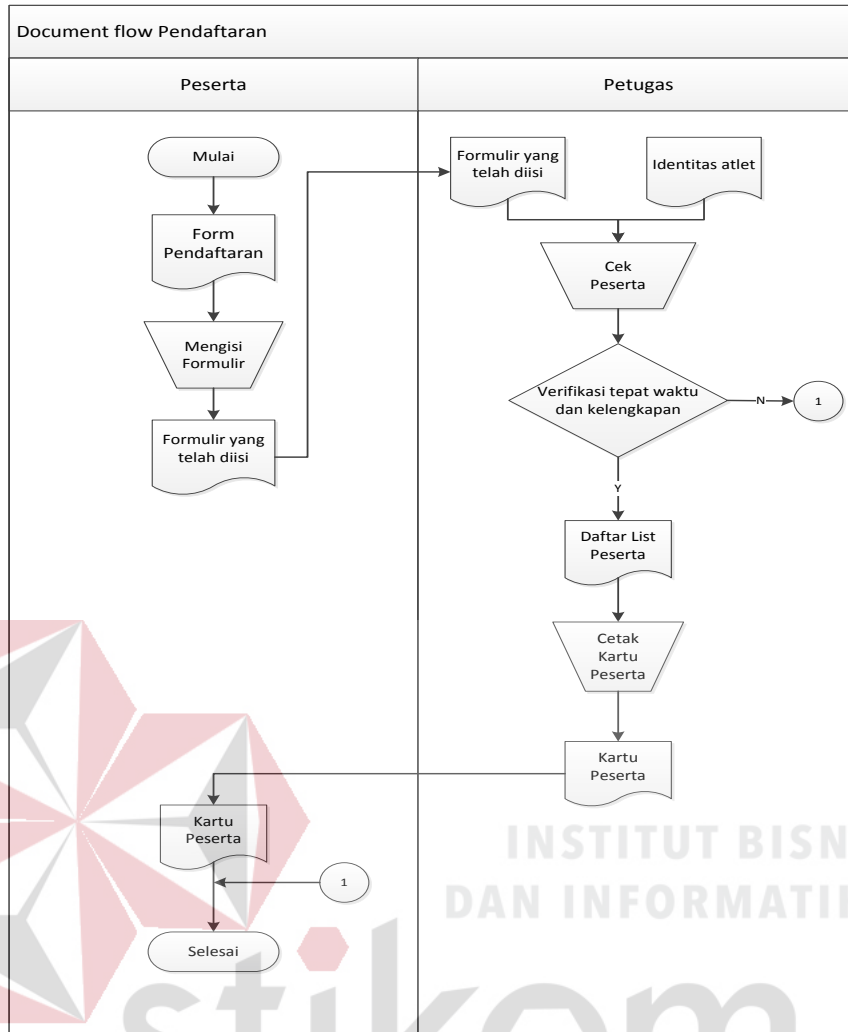 Document flow Pendaftaran
Peserta
Petugas
Mulai
Form
Pendaftaran
Mengisi
Formulir
Formulir yang
telah diisi
Formulir yang
telah diisi
Identitas atlet
Cek
Peserta
Verifikasi tepat waktu
dan kelengkapan
N
1
Y
Daftar List
Peserta
Cetak
Kartu
Peserta
Kartu
Peserta
Kartu
Peserta
1
Selesai
INSTITUT BISN
DAN INFORMATI
stikom